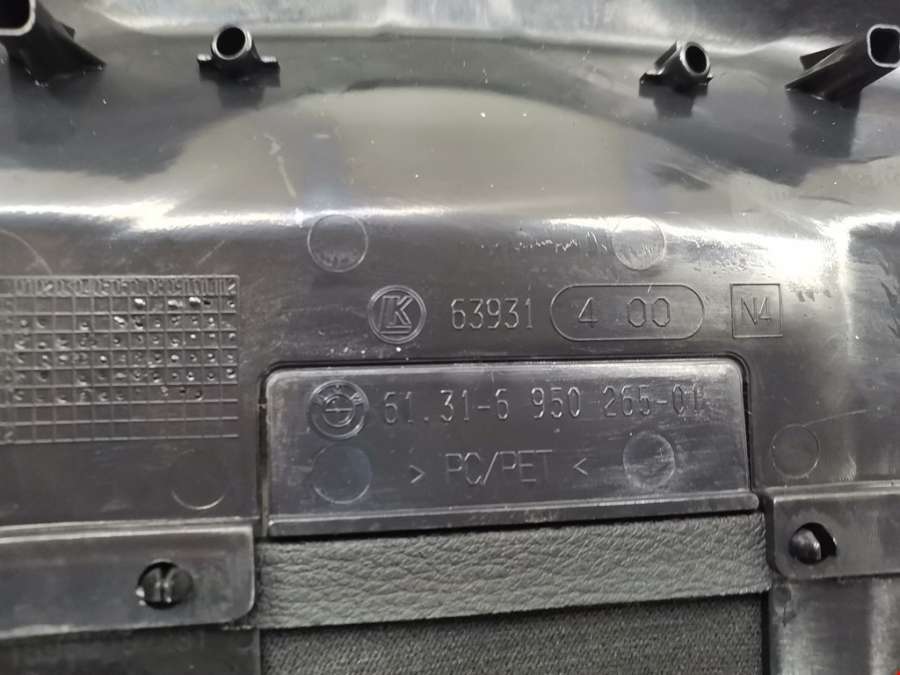 K 63931 4 00 N4
61.31-6 950 265-01
> PC/PET <